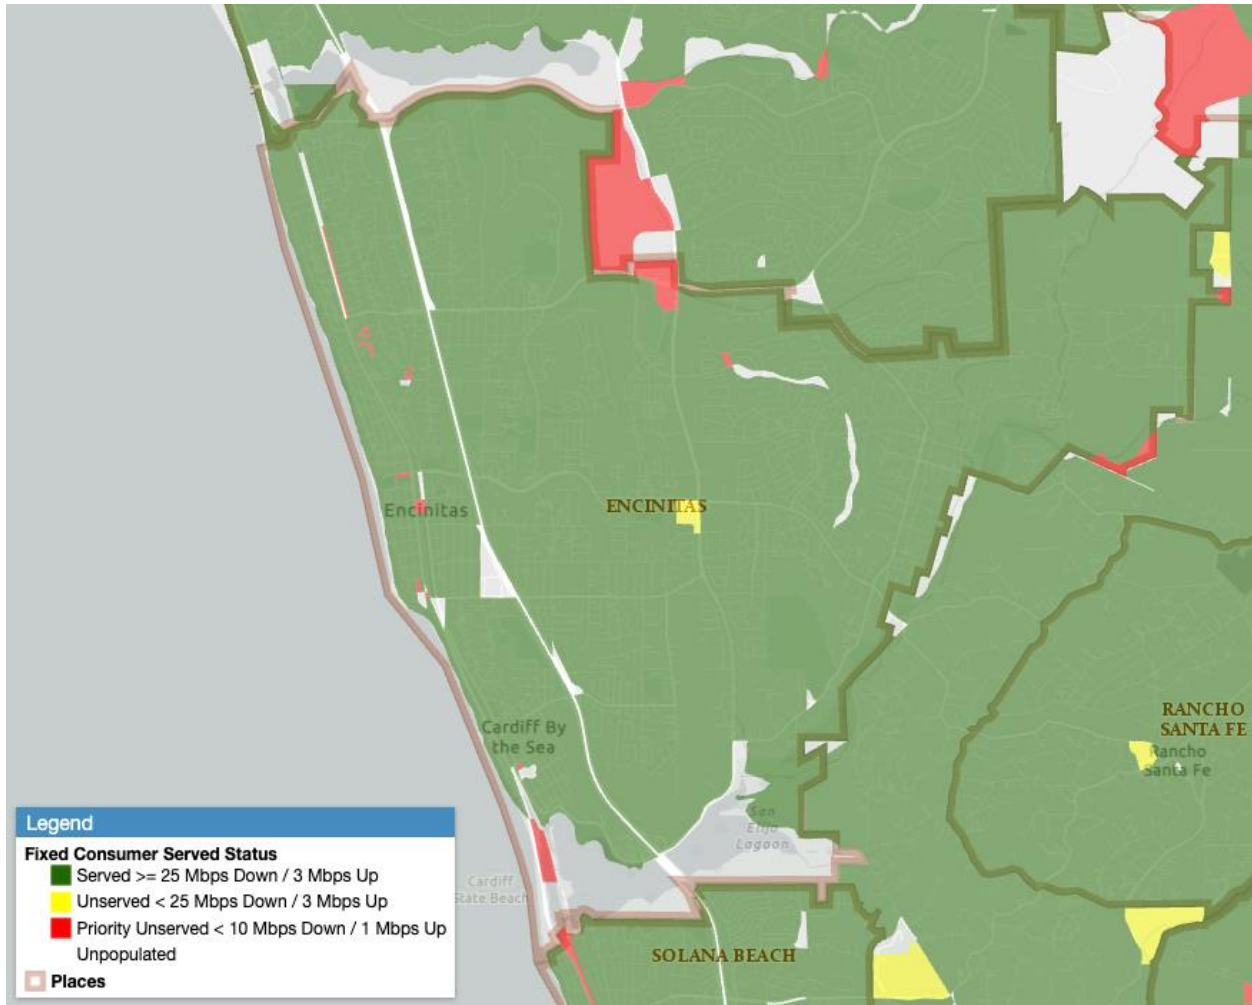 Encinitas
ENCINITAS
RANCHO
SANTA FE
Rancho
Santa Fe
Cardiff By
the Sea
San
Elijo
Lagoon
Cardiff
State Beach
SOLANA BEACH
Legend
Fixed Consumer Served Status
Served >= 25 Mbps Down / 3 Mbps Up
Unserved < 25 Mbps Down / 3 Mbps Up
Priority Unserved < 10 Mbps Down / 1 Mbps Up
Unpopulated
Places